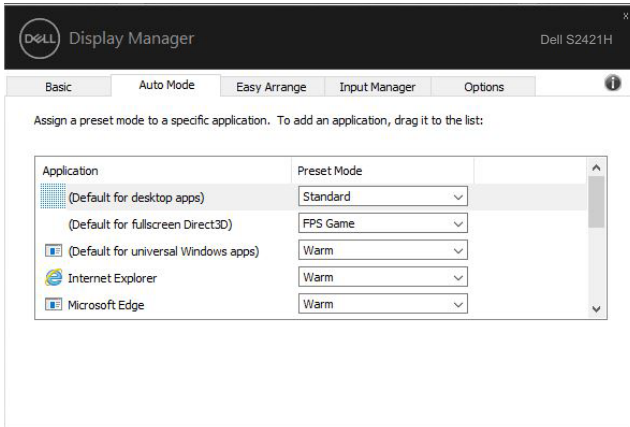 x
DELL Display Manager
Dell S2421H
Basic Auto Mode Easy Arrange Input Manager Options i
Assign a preset mode to a specific application. To add an application, drag it to the list:
Application Preset Mode
(Default for desktop apps) Standard
(Default for fullscreen Direct3D) FPS Game
(Default for universal Windows apps) Warm
Internet Explorer Warm
Microsoft Edge Warm